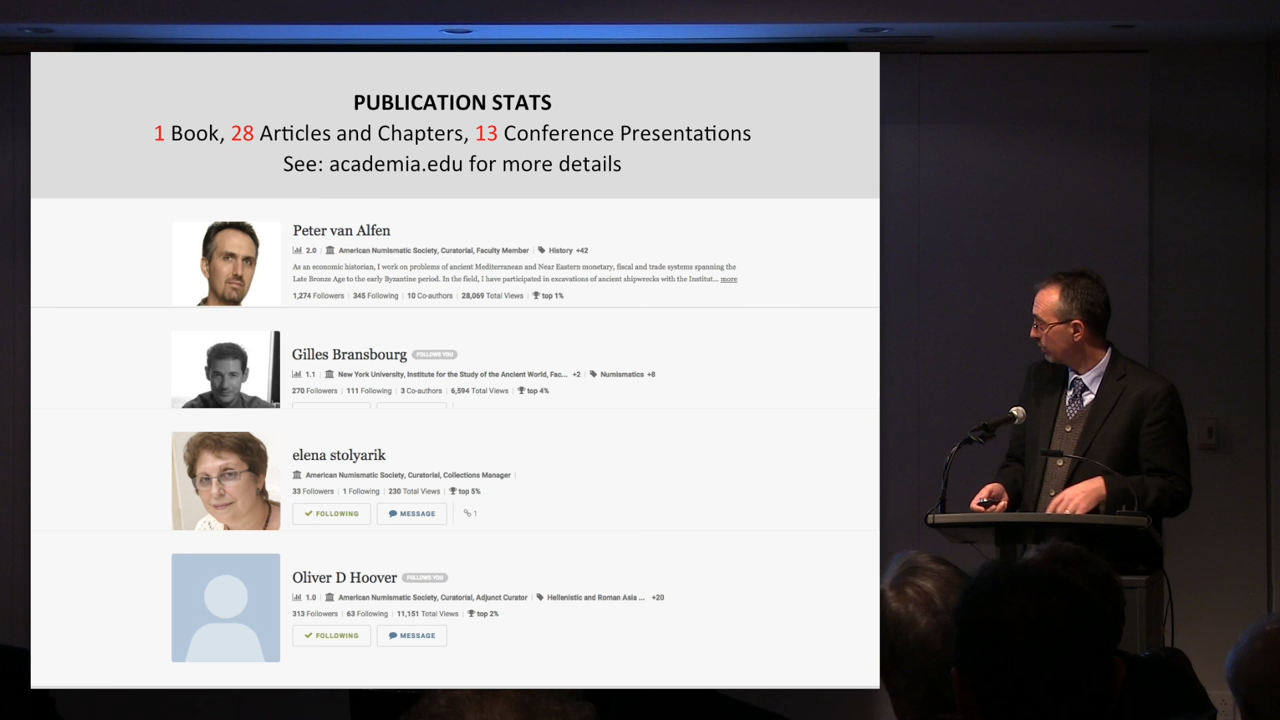 PUBLICATION STATS
1 Book, 28 Articles and Chapters, 13 Conference Presentations
See: academia.edu for more details
Peter van Alfen
2.0 | American Numismatic Society, Curatorial, Faculty Member | History +42
As an economic historian, I work on problems of ancient Mediterranean and Near Eastern monetary, fiscal and trade systems spanning the
Late Bronze Age to the early Byzantine period. In the field, I have participated in excavations of ancient shipwrecks with the Institut... more
1,274 Followers | 345 Following | 10 Co-authors | 28,069 Total Views | top 1%
Gilles Bransbourg FOLLOWS YOU
1.1 | New York University, Institute for the Study of the Ancient World, Fac... +2 | Numismatics +8
270 Followers | 111 Following | 3 Co-authors | 6,594 Total Views | top 4%
elena stolyarik
American Numismatic Society, Curatorial, Collections Manager |
33 Followers | 1 Following | 230 Total Views | top 5%
FOLLOWING MESSAGE 1
Oliver D Hoover FOLLOWS YOU
1.0 | American Numismatic Society, Curatorial, Adjunct Curator | Hellenistic and Roman Asia ... +20
313 Followers | 63 Following | 11,151 Total Views | top 2%
FOLLOWING MESSAGE